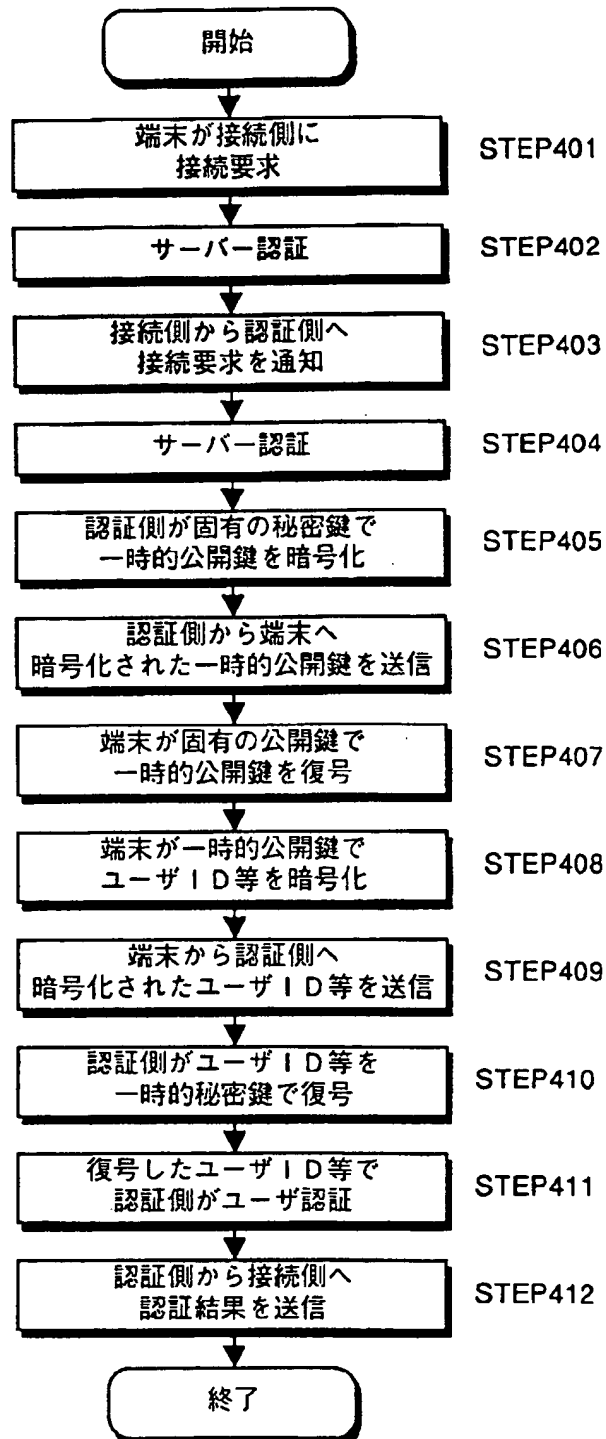 開始
端末が接続側に
接続要求
STEP401
サーバー認証
STEP402
接続側から認証側へ
接続要求を通知
STEP403
サーバー認証
STEP404
認証側が固有の秘密鍵で
一時的公開鍵を暗号化
STEP405
認証側から端末へ
暗号化された一時的公開鍵を送信
STEP406
端末が固有の公開鍵で
一時的公開鍵を復号
STEP407
端末が一時的公開鍵で
ユーザID等を暗号化
STEP408
端末から認証側へ
暗号化されたユーザID等を送信
STEP409
認証側がユーザID等を
一時的秘密鍵で復号
STEP410
復号したユーザID等で
認証側がユーザ認証
STEP411
認証側から接続側へ
認証結果を送信
STEP412
終了